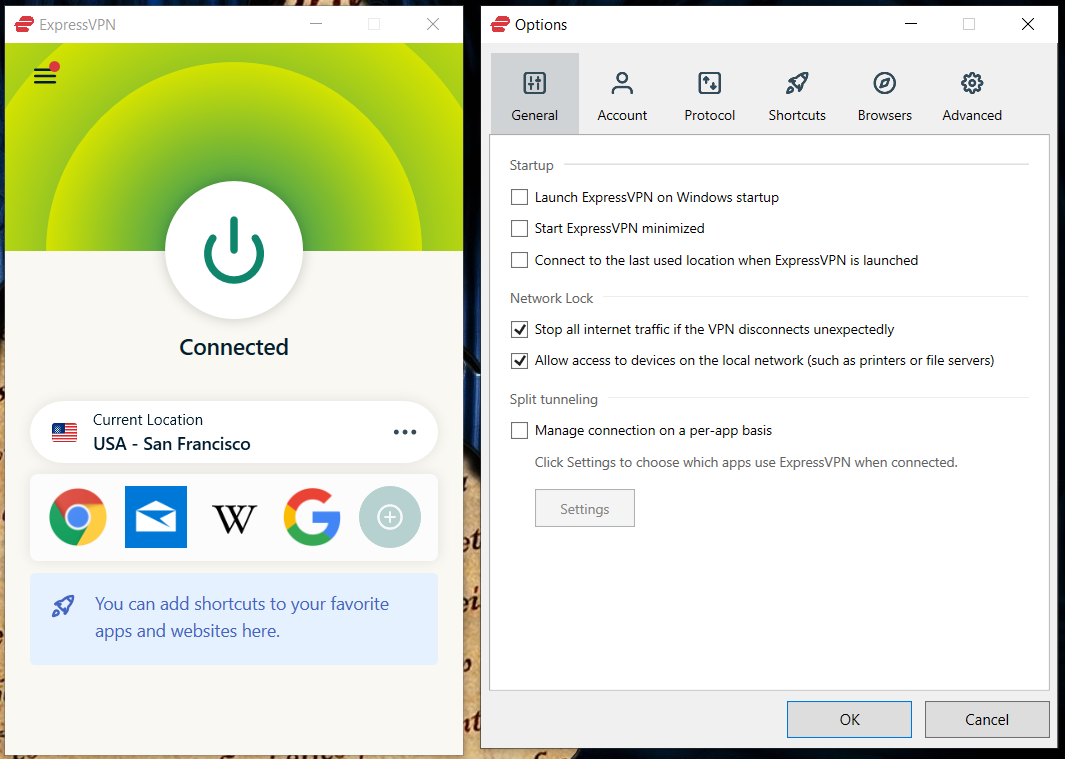 ExpressVPN
Connected
Current Location
USA - San Francisco
You can add shortcuts to your favorite
apps and websites here.
Options
General
Account
Protocol
Shortcuts
Browsers
Advanced
Startup
Launch ExpressVPN on Windows startup
Start ExpressVPN minimized
Connect to the last used location when ExpressVPN is launched
Network Lock
Stop all internet traffic if the VPN disconnects unexpectedly
Allow access to devices on the local network (such as printers or file servers)
Split tunneling
Manage connection on a per-app basis
Click Settings to choose which apps use ExpressVPN when connected.
Settings
OK
Cancel